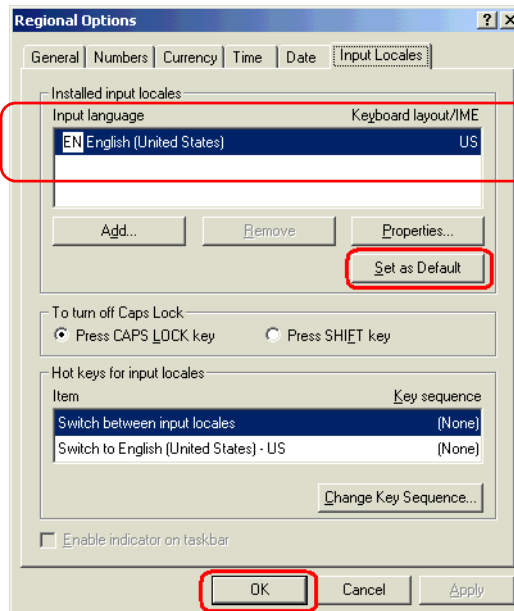 Regional Options
General Numbers Currency Time Date Input Locales
Installed input locales
Input language Keyboard layout/IME
EN English (United States) US
Add... Remove Properties...
Set as Default
To turn off Caps Lock
Press CAPS LOCK key Press SHIFT key
Hot keys for input locales
Item Key sequence
Switch between input locales (None)
Switch to English (United States) - US (None)
Change Key Sequence...
Enable indicator on taskbar
OK Cancel Apply